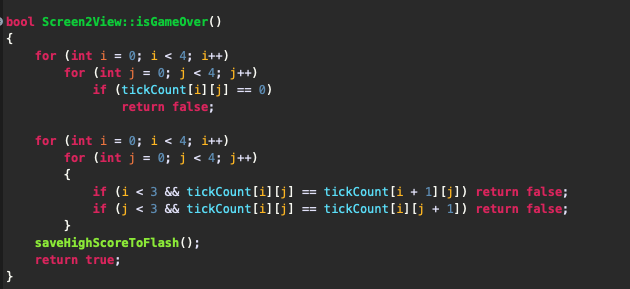 bool Screen2View::isGameOver()
{
    for (int i = 0; i < 4; i++)
        for (int j = 0; j < 4; j++)
            if (tickCount[i][j] == 0)
                return false;

    for (int i = 0; i < 4; i++)
        for (int j = 0; j < 4; j++)
        {
            if (i < 3 && tickCount[i][j] == tickCount[i + 1][j]) return false;
            if (j < 3 && tickCount[i][j] == tickCount[i][j + 1]) return false;
        }
    saveHighScoreToFlash();
    return true;
}